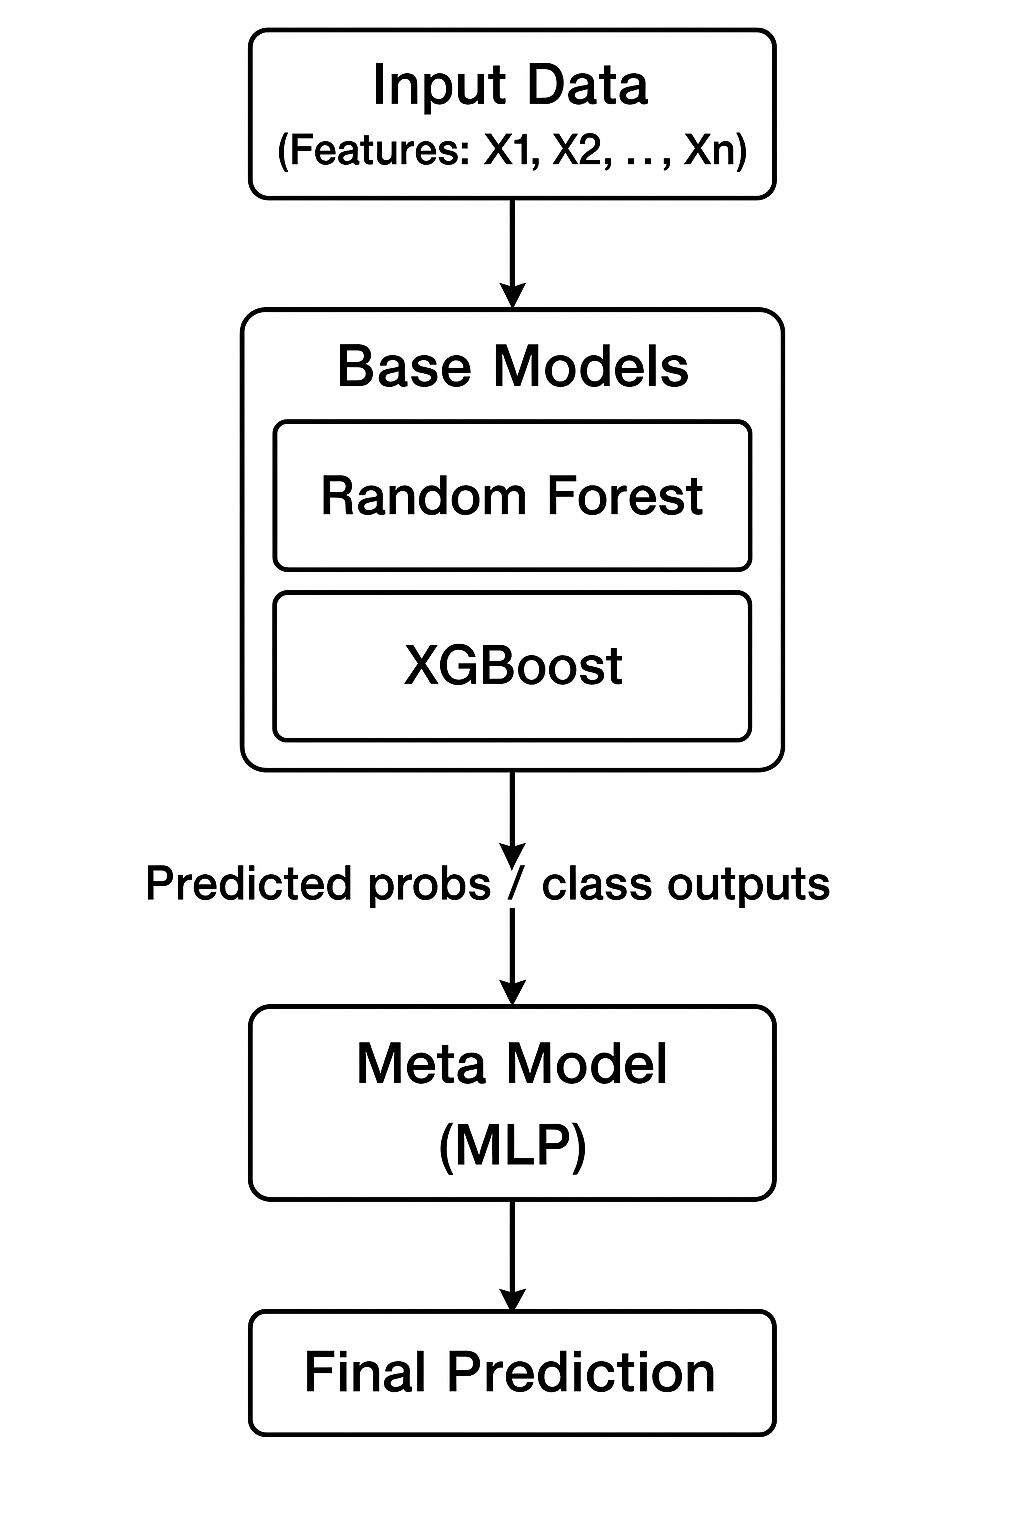 Input Data
(Features: X1, X2, .. , Xn)
Base Models
Random Forest
XGBoost
Predicted probs / class outputs
Meta Model
(MLP)
Final Prediction